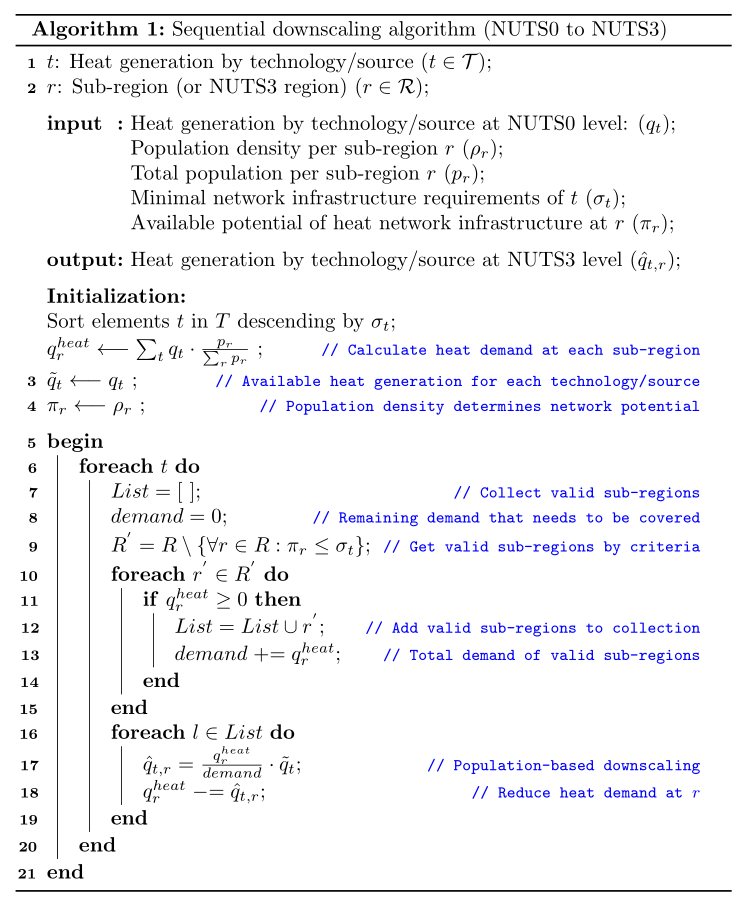 Algorithm 1: Sequential downscaling algorithm (NUTS0 to NUTS3)
1 t: Heat generation by technology/source (t ∈ 𝒯);
2 r: Sub-region (or NUTS3 region) (r ∈ ℛ);
input : Heat generation by technology/source at NUTS0 level: (q_t);
Population density per sub-region r (ρ_r);
Total population per sub-region r (p_r);
Minimal network infrastructure requirements of t (σ_t);
Available potential of heat network infrastructure at r (π_r);
output: Heat generation by technology/source at NUTS3 level (q̂_{t,r});
Initialization:
Sort elements t in T descending by σ_t;
q_r^{heat} ⟵ ∑_t q_t · \frac{p_r}{∑_r p_r} ; // Calculate heat demand at each sub-region
3 q̃_t ⟵ q_t ; // Available heat generation for each technology/source
4 π_r ⟵ ρ_r ; // Population density determines network potential
5 begin
6 foreach t do
7 List = [ ]; // Collect valid sub-regions
8 demand = 0; // Remaining demand that needs to be covered
9 R′ = R \ {∀r ∈ R : π_r ≤ σ_t}; // Get valid sub-regions by criteria
10 foreach r′ ∈ R′ do
11 if q_r^{heat} ≥ 0 then
12 List = List ∪ r′; // Add valid sub-regions to collection
13 demand += q_r^{heat}; // Total demand of valid sub-regions
14 end
15 end
16 foreach l ∈ List do
17 q̂_{t,r} = \frac{q_r^{heat}}{demand} · q̃_t; // Population-based downscaling
18 q_r^{heat} −= q̂_{t,r}; // Reduce heat demand at r
19 end
20 end
21 end